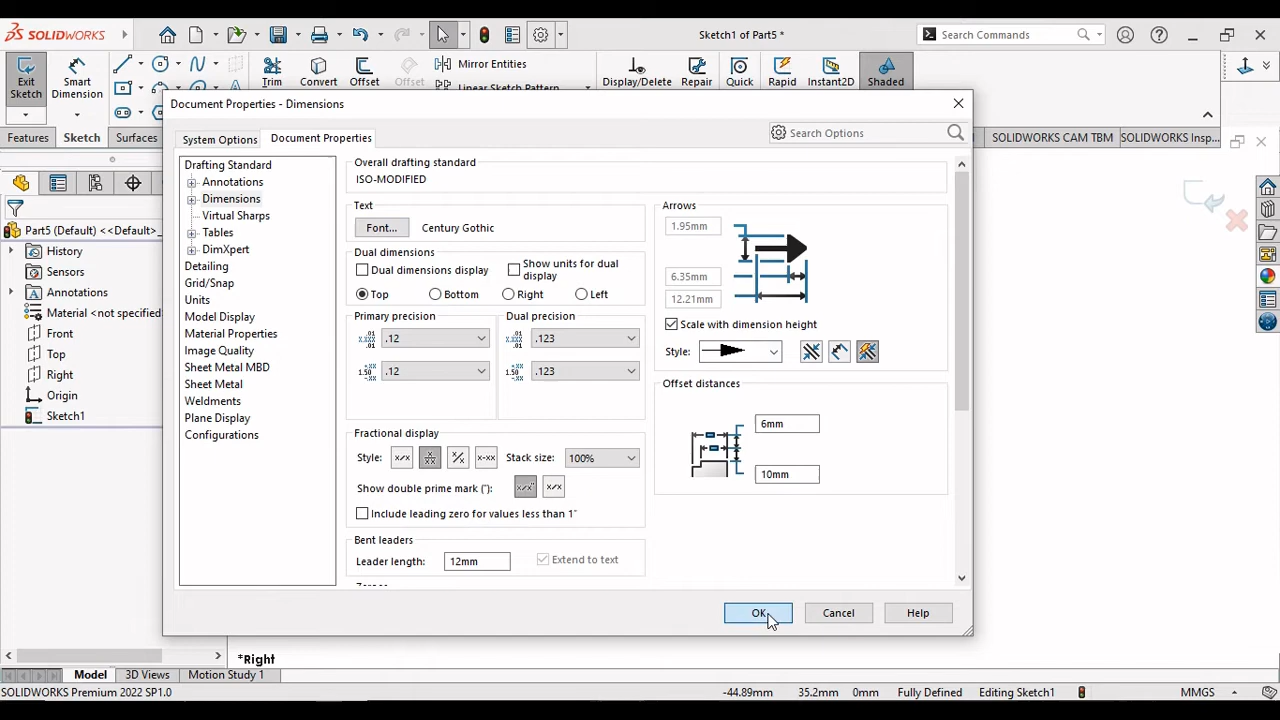 SOLIDWORKS
Sketch1 of Part5 *
Search Commands
Exit
Sketch
Smart
Dimension
Trim
Convert
Offset
Offset
Mirror Entities
Linear Sketch Pattern
Display/Delete
Repair
Quick
Rapid
Instant2D
Shaded
Features
Sketch
Surfaces
SOLIDWORKS CAM TBM
SOLIDWORKS Insp...
Document Properties - Dimensions
System Options
Document Properties
Search Options
Part5 (Default) <<Default>_
History
Sensors
Annotations
Material <not specified
Front
Top
Right
Origin
Sketch1
Drafting Standard
Annotations
Dimensions
Virtual Sharps
Tables
DimXpert
Detailing
Grid/Snap
Units
Model Display
Material Properties
Image Quality
Sheet Metal MBD
Sheet Metal
Weldments
Plane Display
Configurations
Overall drafting standard
ISO-MODIFIED
Text
Font...
Century Gothic
Dual dimensions
Dual dimensions display
Show units for dual
display
Top
Bottom
Right
Left
Primary precision
.12
.12
Dual precision
.123
.123
Fractional display
Style:
Stack size:
100%
Show double prime mark ("):
Include leading zero for values less than 1"
Bent leaders
Leader length:
12mm
Extend to text
Arrows
1.95mm
6.35mm
12.21mm
Scale with dimension height
Style:
Offset distances
6mm
10mm
OK
Cancel
Help
*Right
Model
3D Views
Motion Study 1
SOLIDWORKS Premium 2022 SP1.0
-44.89mm
35.2mm
0mm
Fully Defined
Editing Sketch1
MMGS